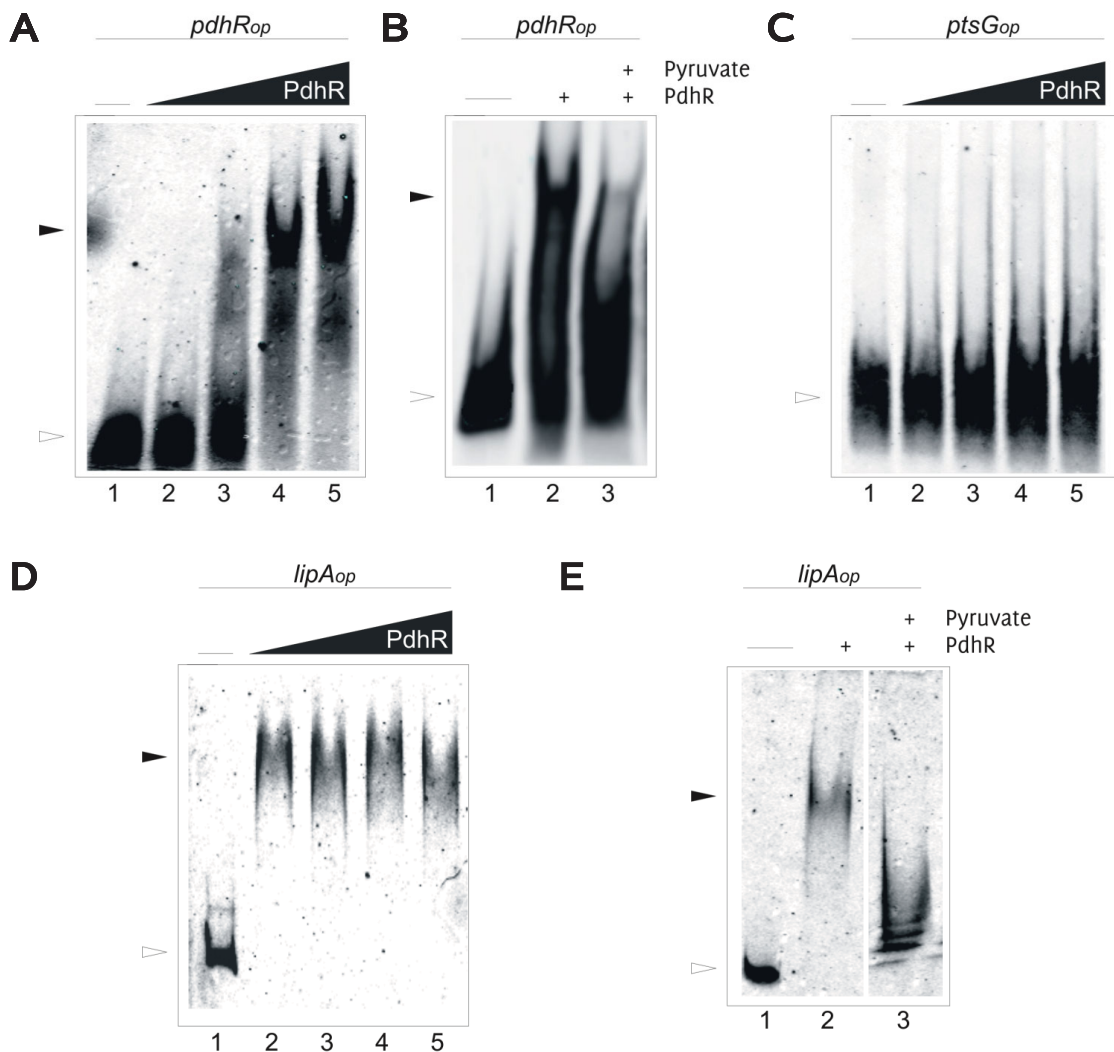 A
pdhRop
PdhR
1 2 3 4 5
B
pdhRop
+ Pyruvate
+ + PdhR
1 2 3
C
ptsGop
PdhR
1 2 3 4 5
D
lipAop
PdhR
1 2 3 4 5
E
lipAop
+ Pyruvate
+ + PdhR
1 2 3